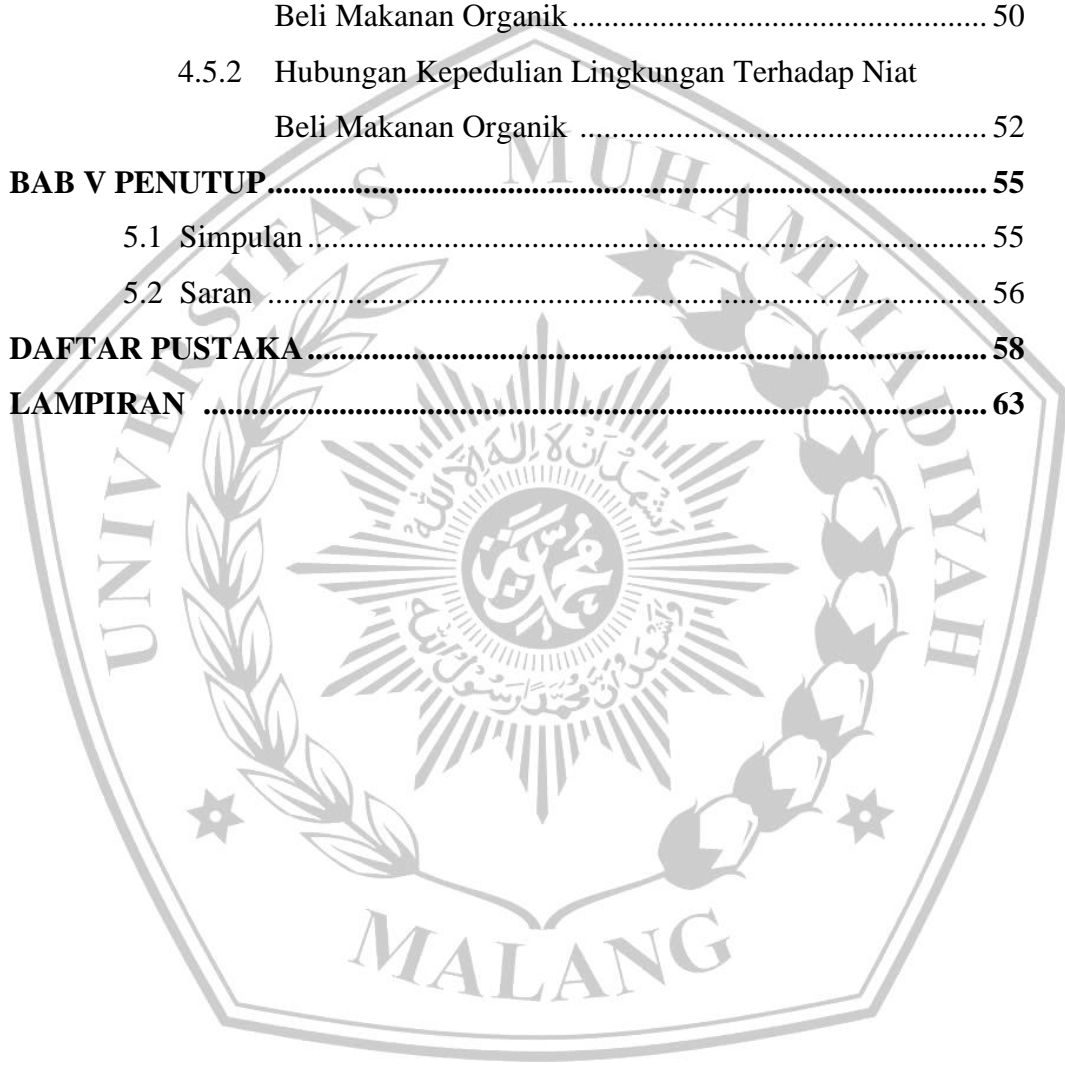 Beli Makanan Organik .................................................... 50
4.5.2 Hubungan Kepedulian Lingkungan Terhadap Niat
Beli Makanan Organik ................................................... 52
BAB V PENUTUP.......................................................................................... 55
5.1 Simpulan ..................................................................................... 55
5.2 Saran .......................................................................................... 56
DAFTAR PUSTAKA ..................................................................................... 58
LAMPIRAN .................................................................................................. 63
UNIVERSITAS MUHAMMADIYAH
MALANG